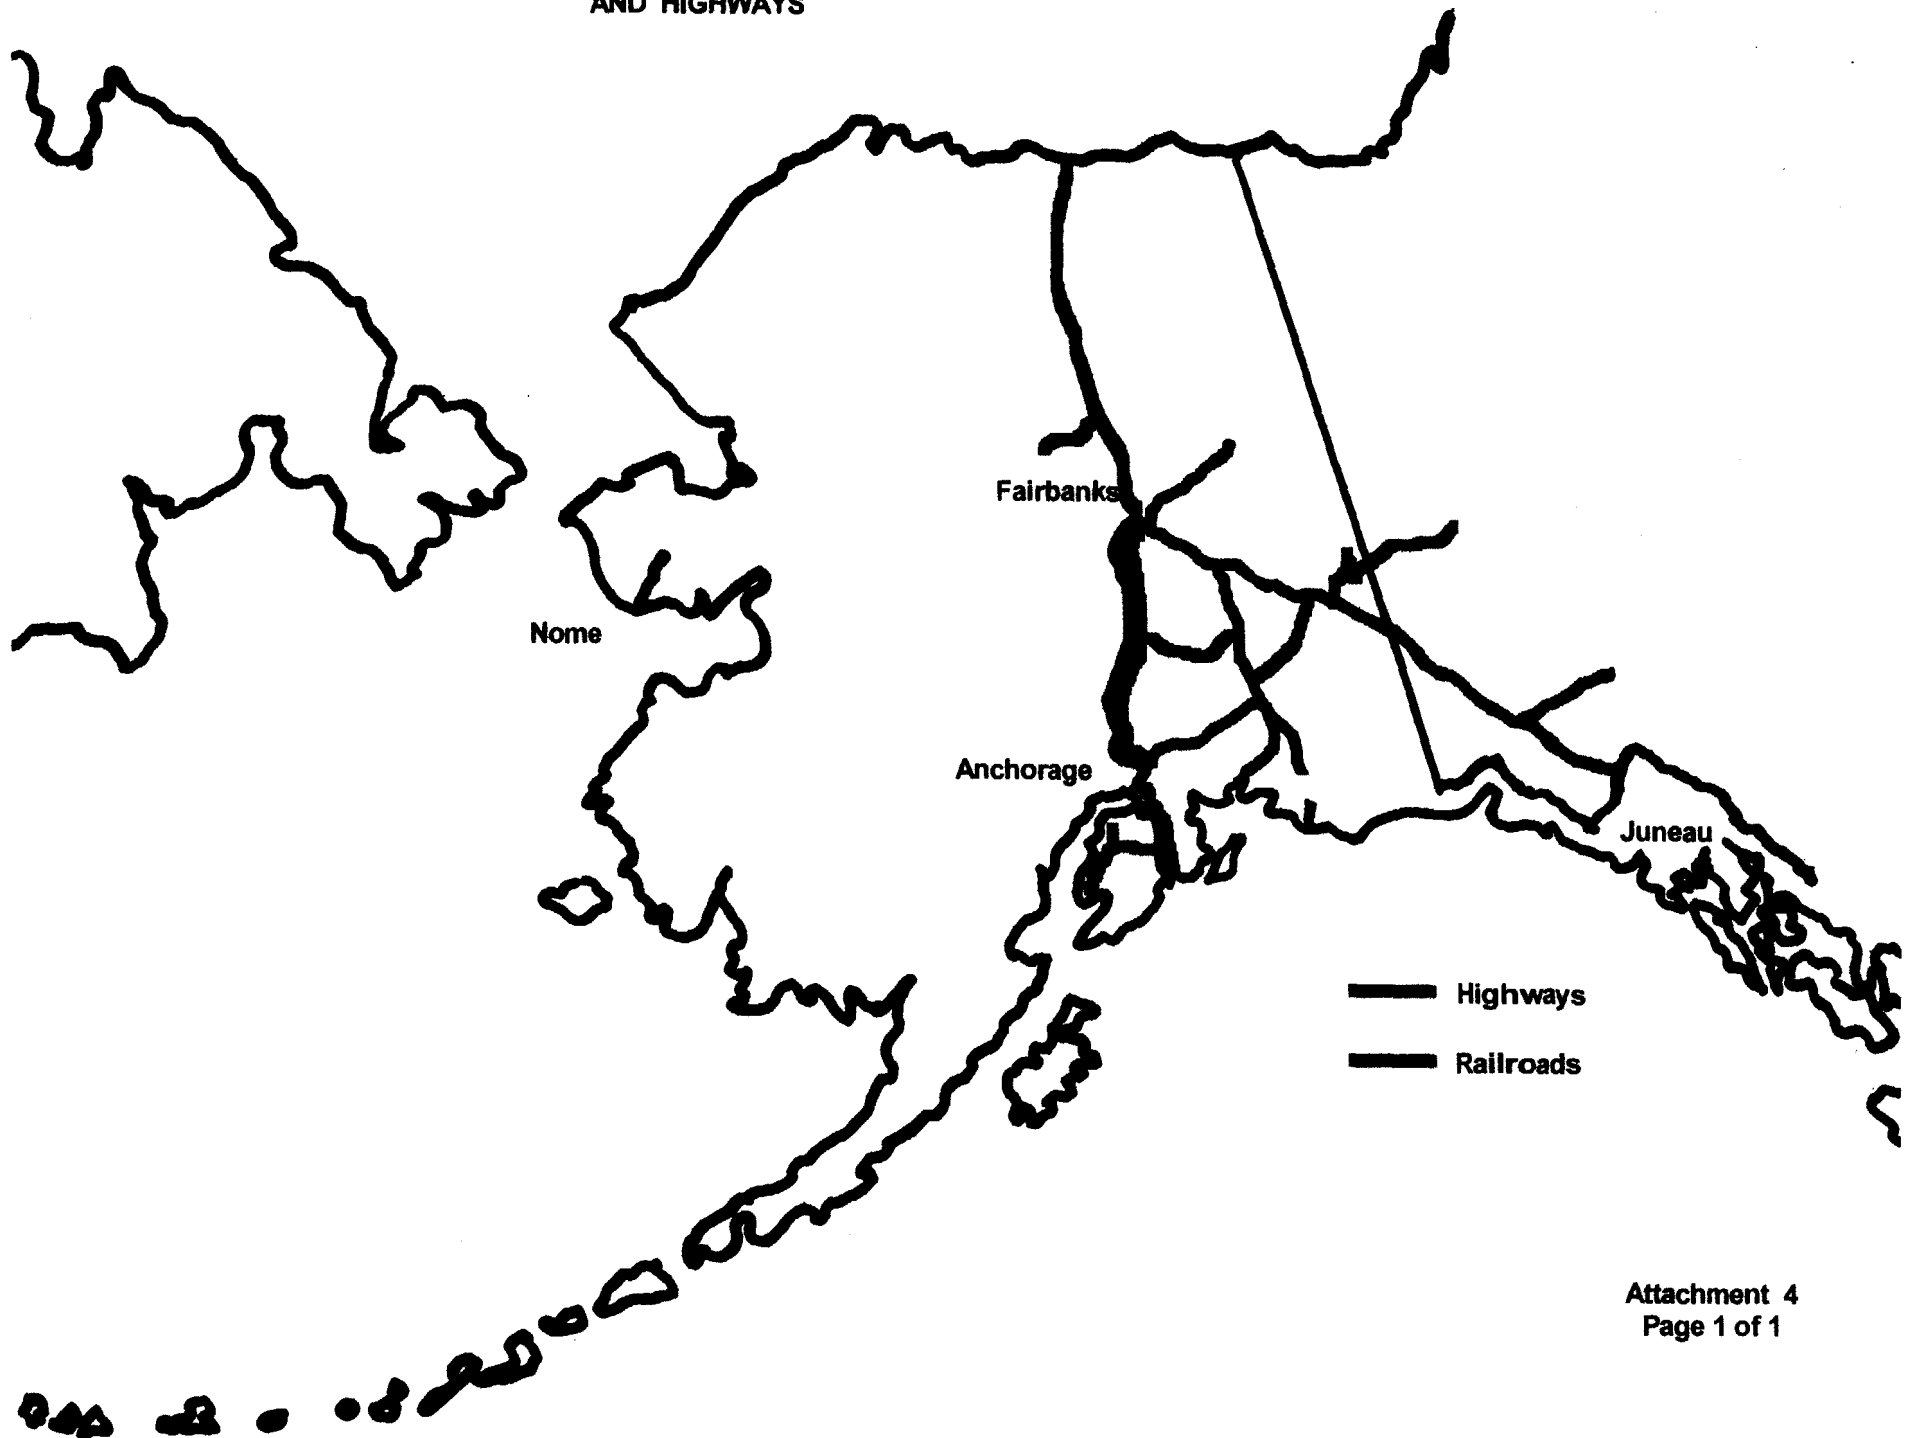 AND HIGHWAYS
Fairbanks
Nome
Anchorage
Juneau
Highways
Railroads
Attachment 4
Page 1 of 1